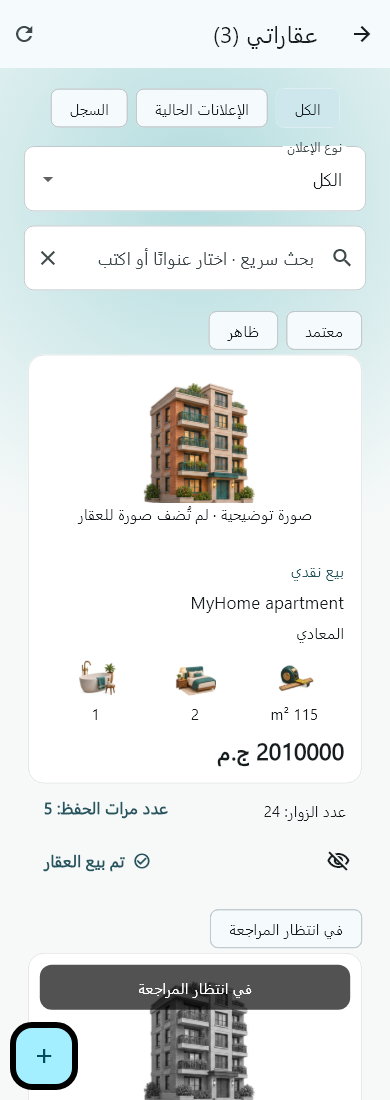 عقاراتي (3)
الكل
الإعلانات الحالية
السجل
نوع الإعلان
الكل
بحث سريع · اختار عنوانًا أو اكتب
معتمد
ظاهر
صورة توضيحية · لم تُضف صورة للعقار
بيع نقدي
MyHome apartment
المعادي
115 m²
2
1
2010000 ج.م
عدد الزوار: 24
عدد مرات الحفظ: 5
تم بيع العقار
في انتظار المراجعة
في انتظار المراجعة